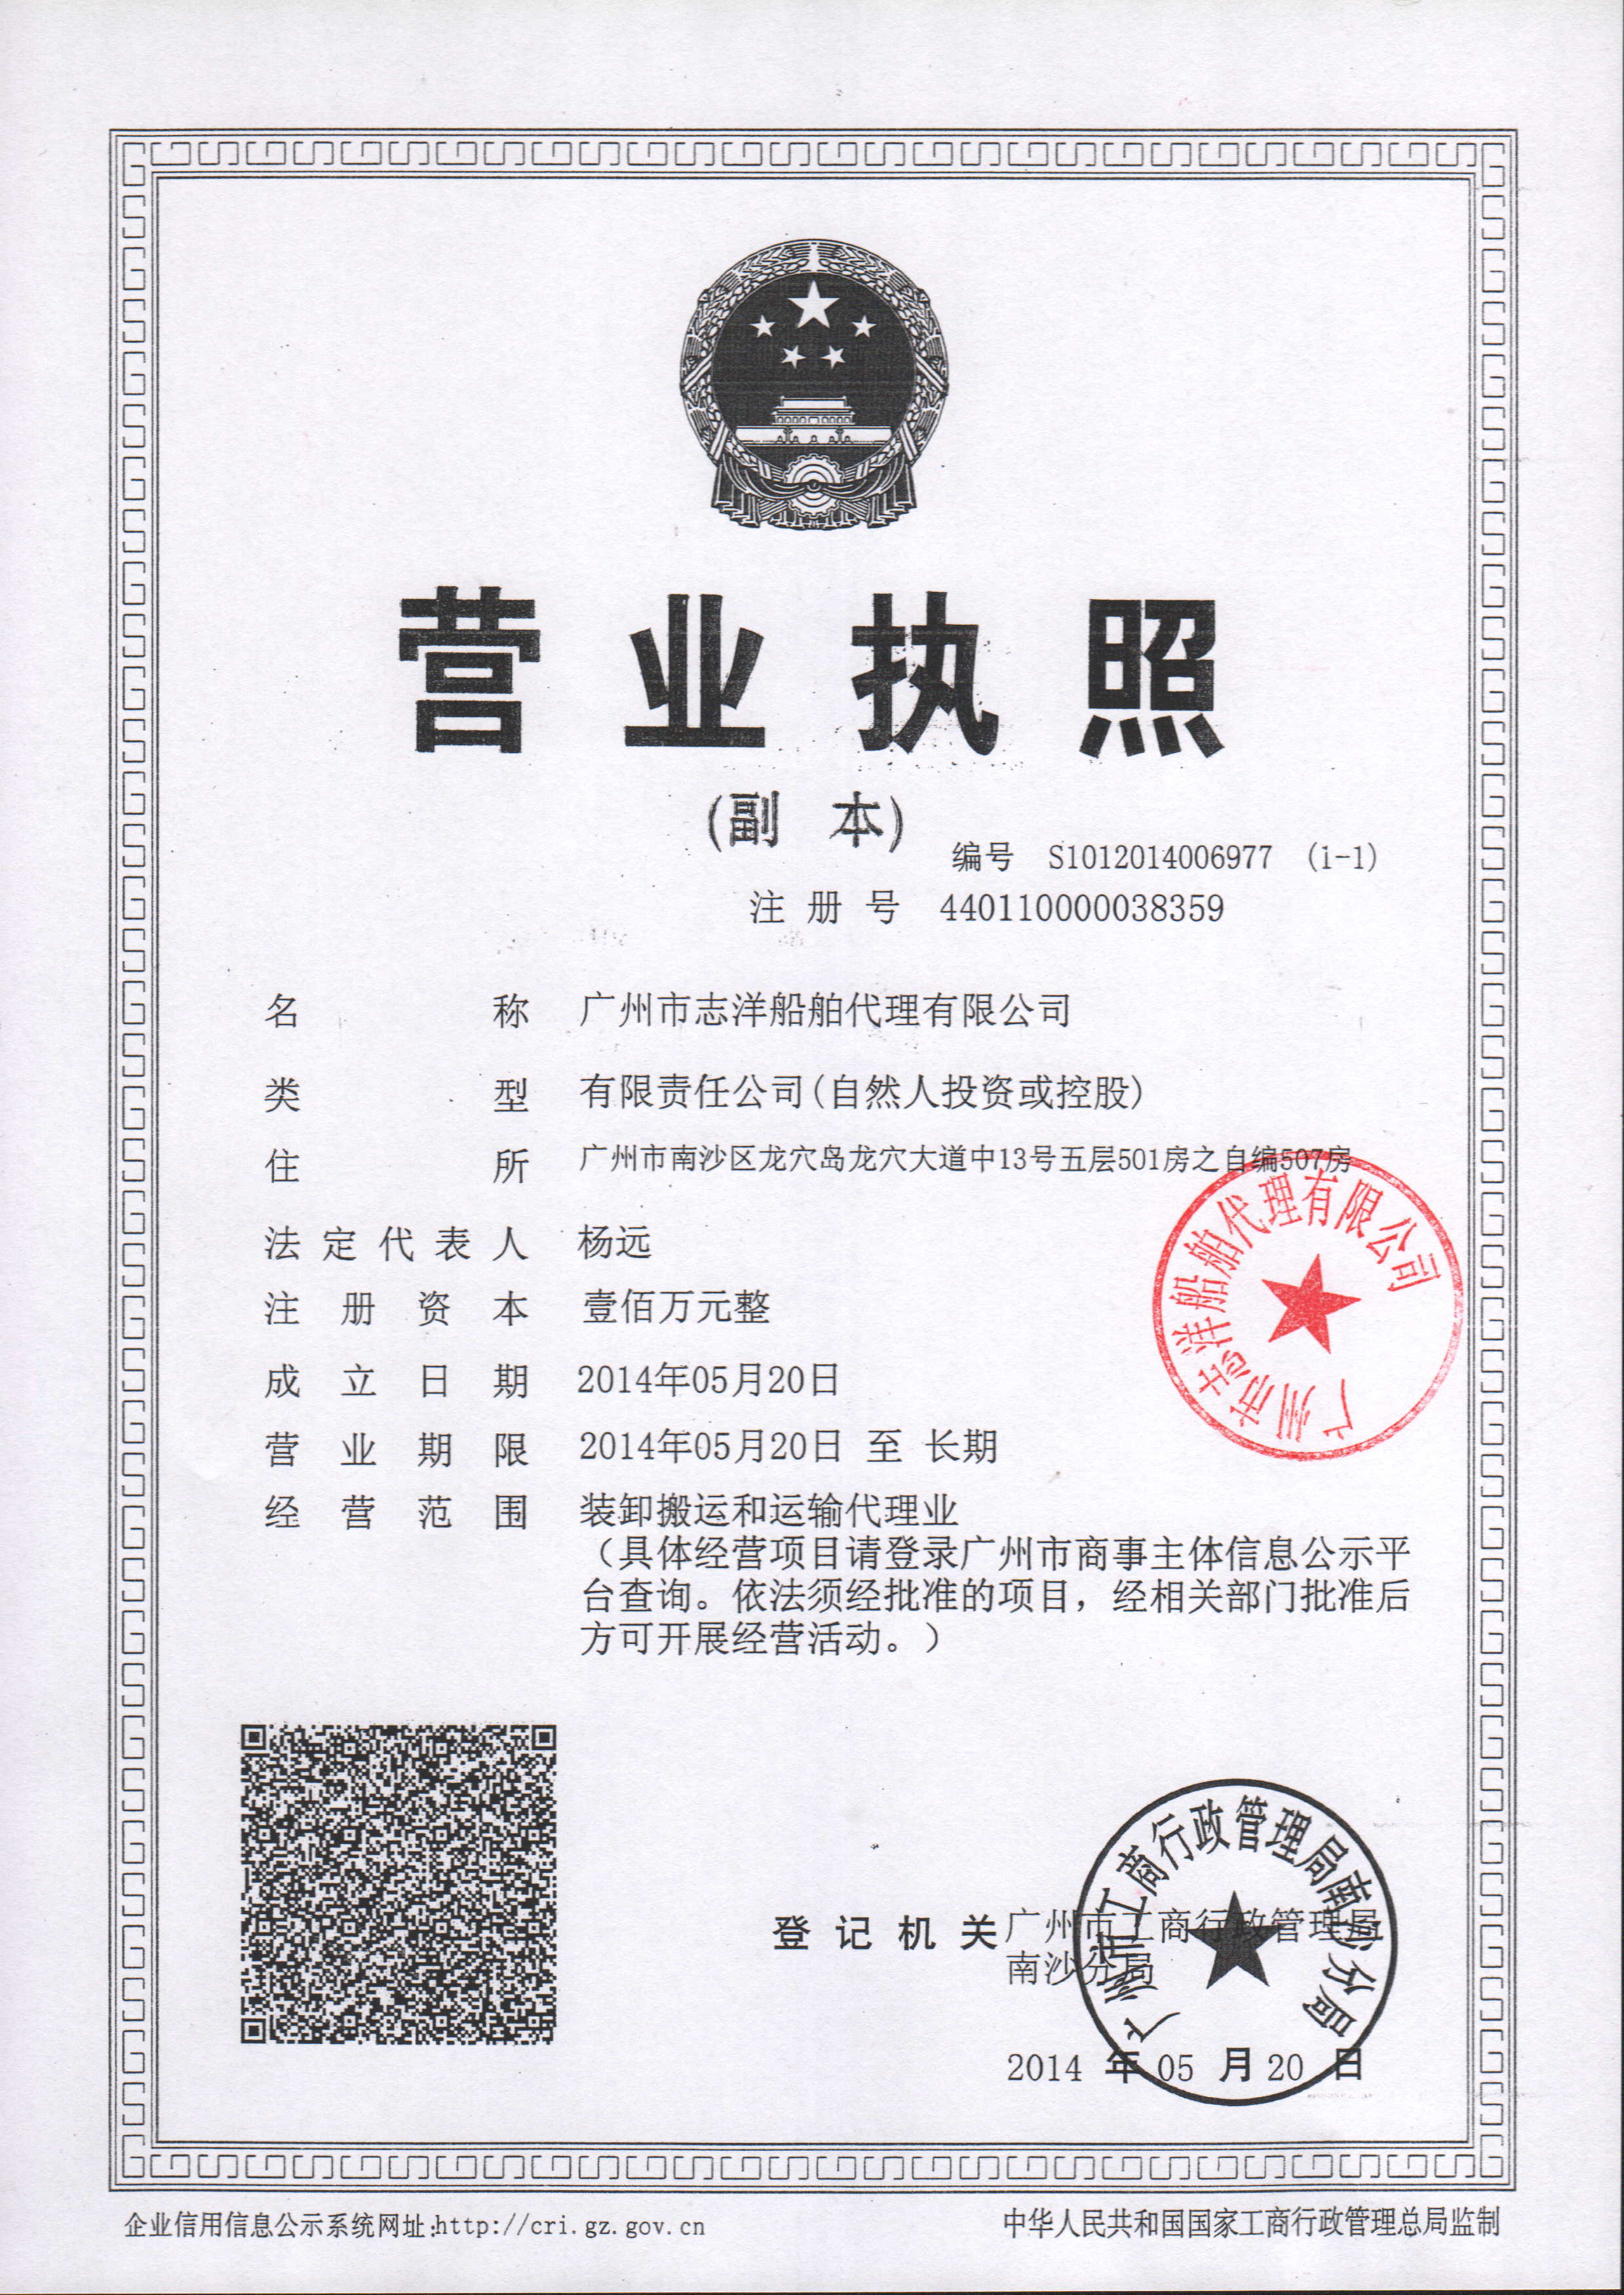 营业执照
(副 本)
编号 S1012014006977 (1-1)
注册号 440110000038359
名称 广州市志洋船舶代理有限公司
类型 有限责任公司(自然人投资或控股)
住所 广州市南沙区龙穴岛龙穴大道中13号五层501房之自编507房
法定代表人 杨远
注册资本 壹佰万元整
成立日期 2014年05月20日
营业期限 2014年05月20日 至 长期
经营范围 装卸搬运和运输代理业
（具体经营项目请登录广州市商事主体信息公示平
台查询。依法须经批准的项目，经相关部门批准后
方可开展经营活动。）
广州市志洋船舶代理有限公司
登记机关 广州市工商行政管理局
南沙分局
广州市工商行政管理局南沙分局
2014 年 05 月 20 日
企业信用信息公示系统网址:http://cri.gz.gov.cn
中华人民共和国国家工商行政管理总局监制